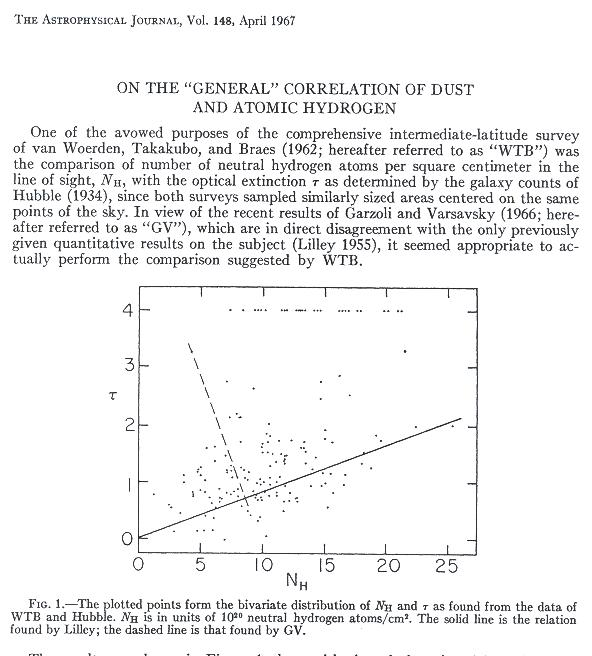 THE ASTROPHYSICAL JOURNAL, Vol. 148, April 1967
ON THE “GENERAL” CORRELATION OF DUST
AND ATOMIC HYDROGEN
One of the avowed purposes of the comprehensive intermediate-latitude survey
of van Woerden, Takakubo, and Braes (1962; hereafter referred to as “WTB”) was
the comparison of number of neutral hydrogen atoms per square centimeter in the
line of sight, N_H, with the optical extinction τ as determined by the galaxy counts of
Hubble (1934), since both surveys sampled similarly sized areas centered on the same
points of the sky. In view of the recent results of Garzoli and Varsavsky (1966; here-
after referred to as “GV”), which are in direct disagreement with the only previously
given quantitative results on the subject (Lilley 1955), it seemed appropriate to ac-
tually perform the comparison suggested by WTB.
4
3
τ
2
1
0
0 5 10 15 20 25
N_H
FIG. 1.—The plotted points form the bivariate distribution of N_H and τ as found from the data of
WTB and Hubble. N_H is in units of 10²⁰ neutral hydrogen atoms/cm². The solid line is the relation
found by Lilley; the dashed line is that found by GV.